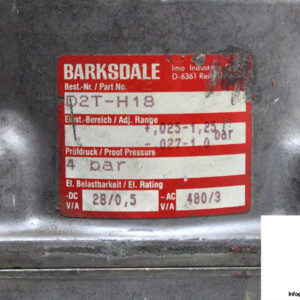 BARKSDALE
Imo Industries
D-6361 Rei
Best.-Nr./Part No.
D2T-H18
Einst.-Bereich / Adj. Range
+,025-1,25
-,027-1,0 bar
Prüfdruck / Proof Pressure
4 bar
El. Belastbarkeit / El. Rating
-DC V/A 28/0,5 ~AC V/A 480/3